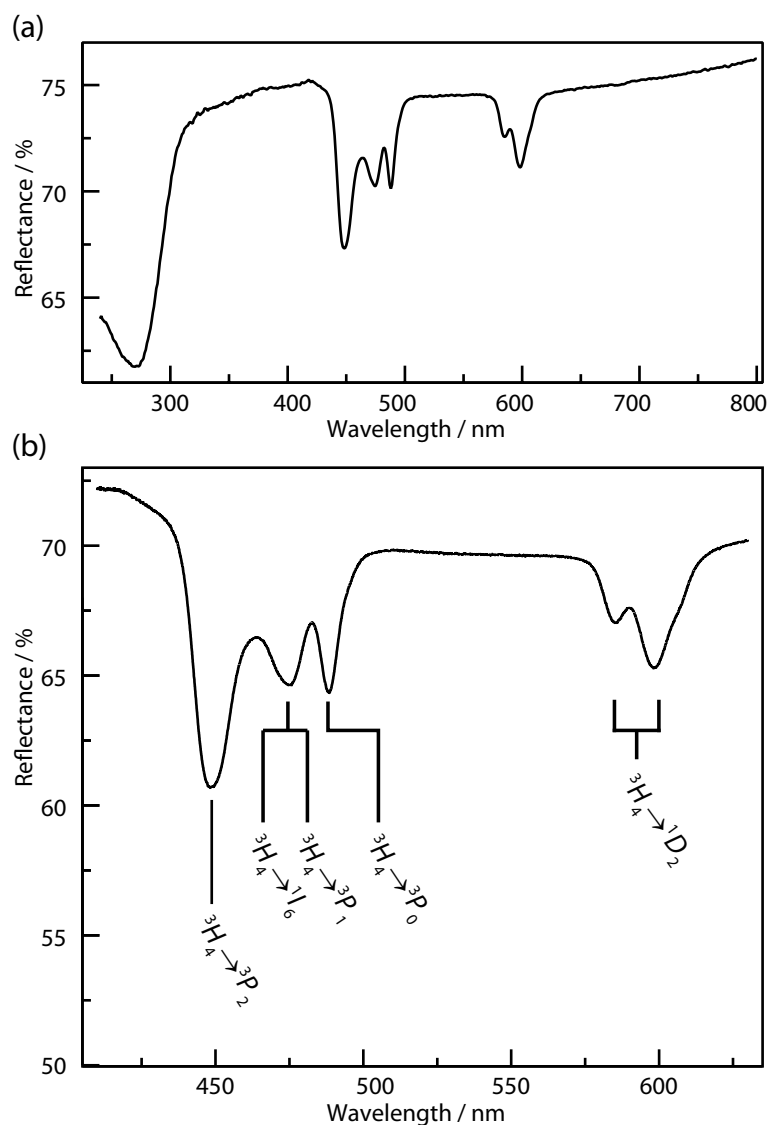 (a)
75
70
65
Reflectance / %
300 400 500 600 700 800
Wavelength / nm
(b)
70
65
60
55
50
Reflectance / %
³H₄→³P₂
³H₄→¹I₆
³H₄→³P₁
³H₄→³P₀
³H₄→¹D₂
450 500 550 600
Wavelength / nm